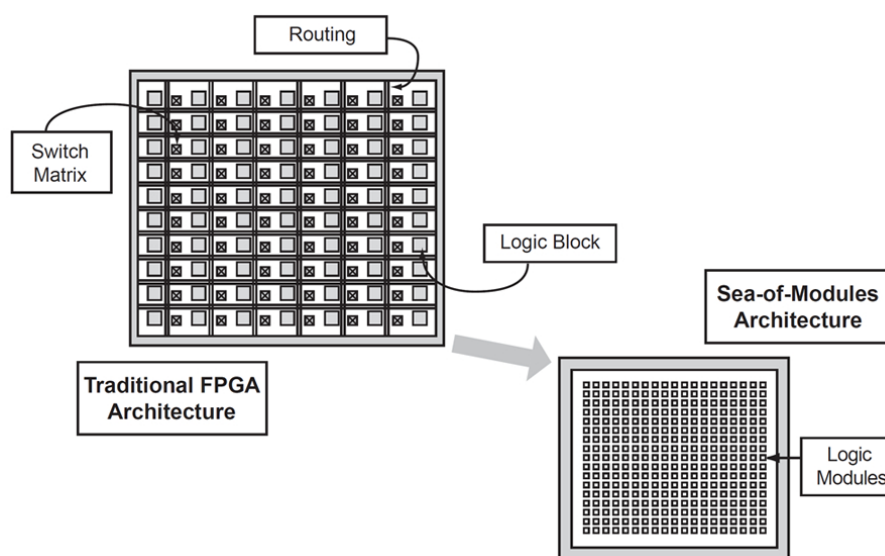 Routing
Switch
Matrix
Logic Block
Sea-of-Modules
Architecture
Traditional FPGA
Architecture
Logic
Modules